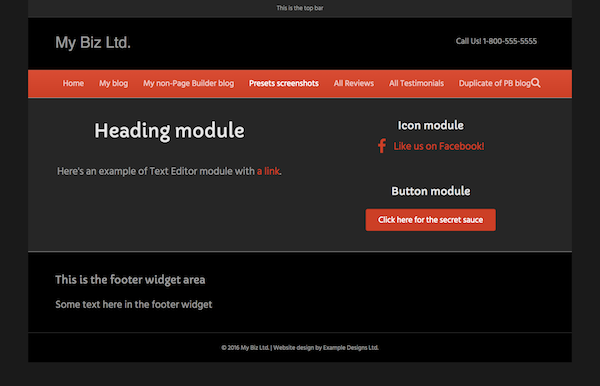 This is the top bar
My Biz Ltd.
Call Us! 1-800-555-5555
Home My blog My non-Page Builder blog Presets screenshots All Reviews All Testimonials Duplicate of PB blog
Heading module
Here's an example of Text Editor module with a link.
Icon module
Like us on Facebook!
Button module
Click here for the secret sauce
This is the footer widget area
Some text here in the footer widget
© 2016 My Biz Ltd. | Website design by Example Designs Ltd.